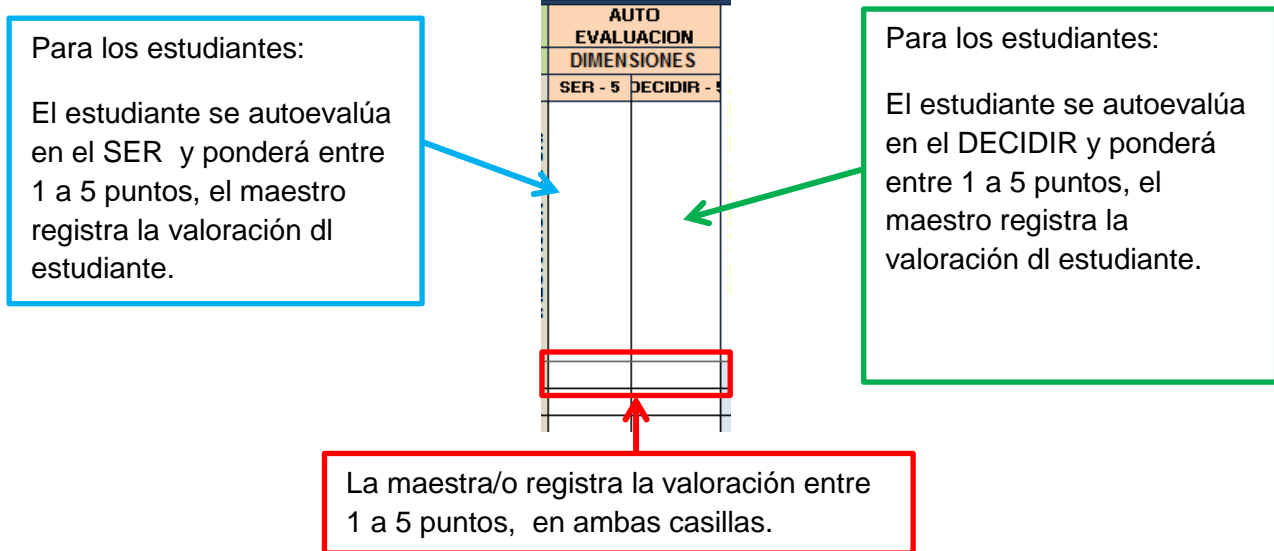 Para los estudiantes:
El estudiante se autoevalúa
en el SER y ponderá entre
1 a 5 puntos, el maestro
registra la valoración dl
estudiante.
AUTO
EVALUACION
DIMENSIONES
SER - 5 DECIDIR -
Para los estudiantes:
El estudiante se autoevalúa
en el DECIDIR y ponderá
entre 1 a 5 puntos, el
maestro registra la
valoración dl estudiante.
La maestra/o registra la valoración entre
1 a 5 puntos, en ambas casillas.